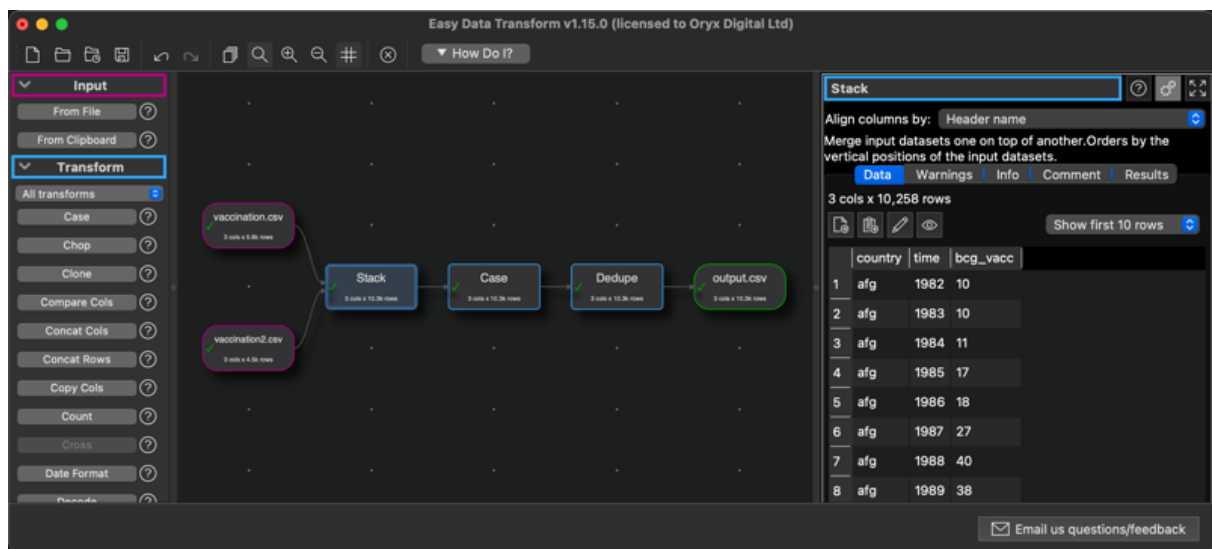 Easy Data Transform v1.15.0 (licensed to Oryx Digital Ltd)
▼ How Do I?
Input
From File
From Clipboard
Transform
All transforms
Case
Chop
Clone
Compare Cols
Concat Cols
Concat Rows
Copy Cols
Count
Cross
Date Format
Decode
vaccination.csv
3 cols x 5.8k rows
vaccination2.csv
3 cols x 4.5k rows
Stack
3 cols x 10.3k rows
Case
3 cols x 10.3k rows
Dedupe
3 cols x 10.3k rows
output.csv
3 cols x 10.3k rows
Stack
Align columns by: Header name
Merge input datasets one on top of another.Orders by the
vertical positions of the input datasets.
Data Warnings Info Comment Results
3 cols x 10,258 rows
Show first 10 rows
country time bcg_vacc
1 afg 1982 10
2 afg 1983 10
3 afg 1984 11
4 afg 1985 17
5 afg 1986 18
6 afg 1987 27
7 afg 1988 40
8 afg 1989 38
Email us questions/feedback